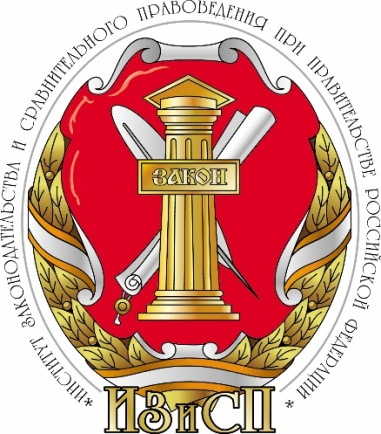 *ИНСТИТУТ ЗАКОНОДАТЕЛЬСТВА И СРАВНИТЕЛЬНОГО ПРАВОВЕДЕНИЯ ПРИ ПРАВИТЕЛЬСТВЕ РОССИЙСКОЙ ФЕДЕРАЦИИ*
ЗАКОН
ИЗиСП